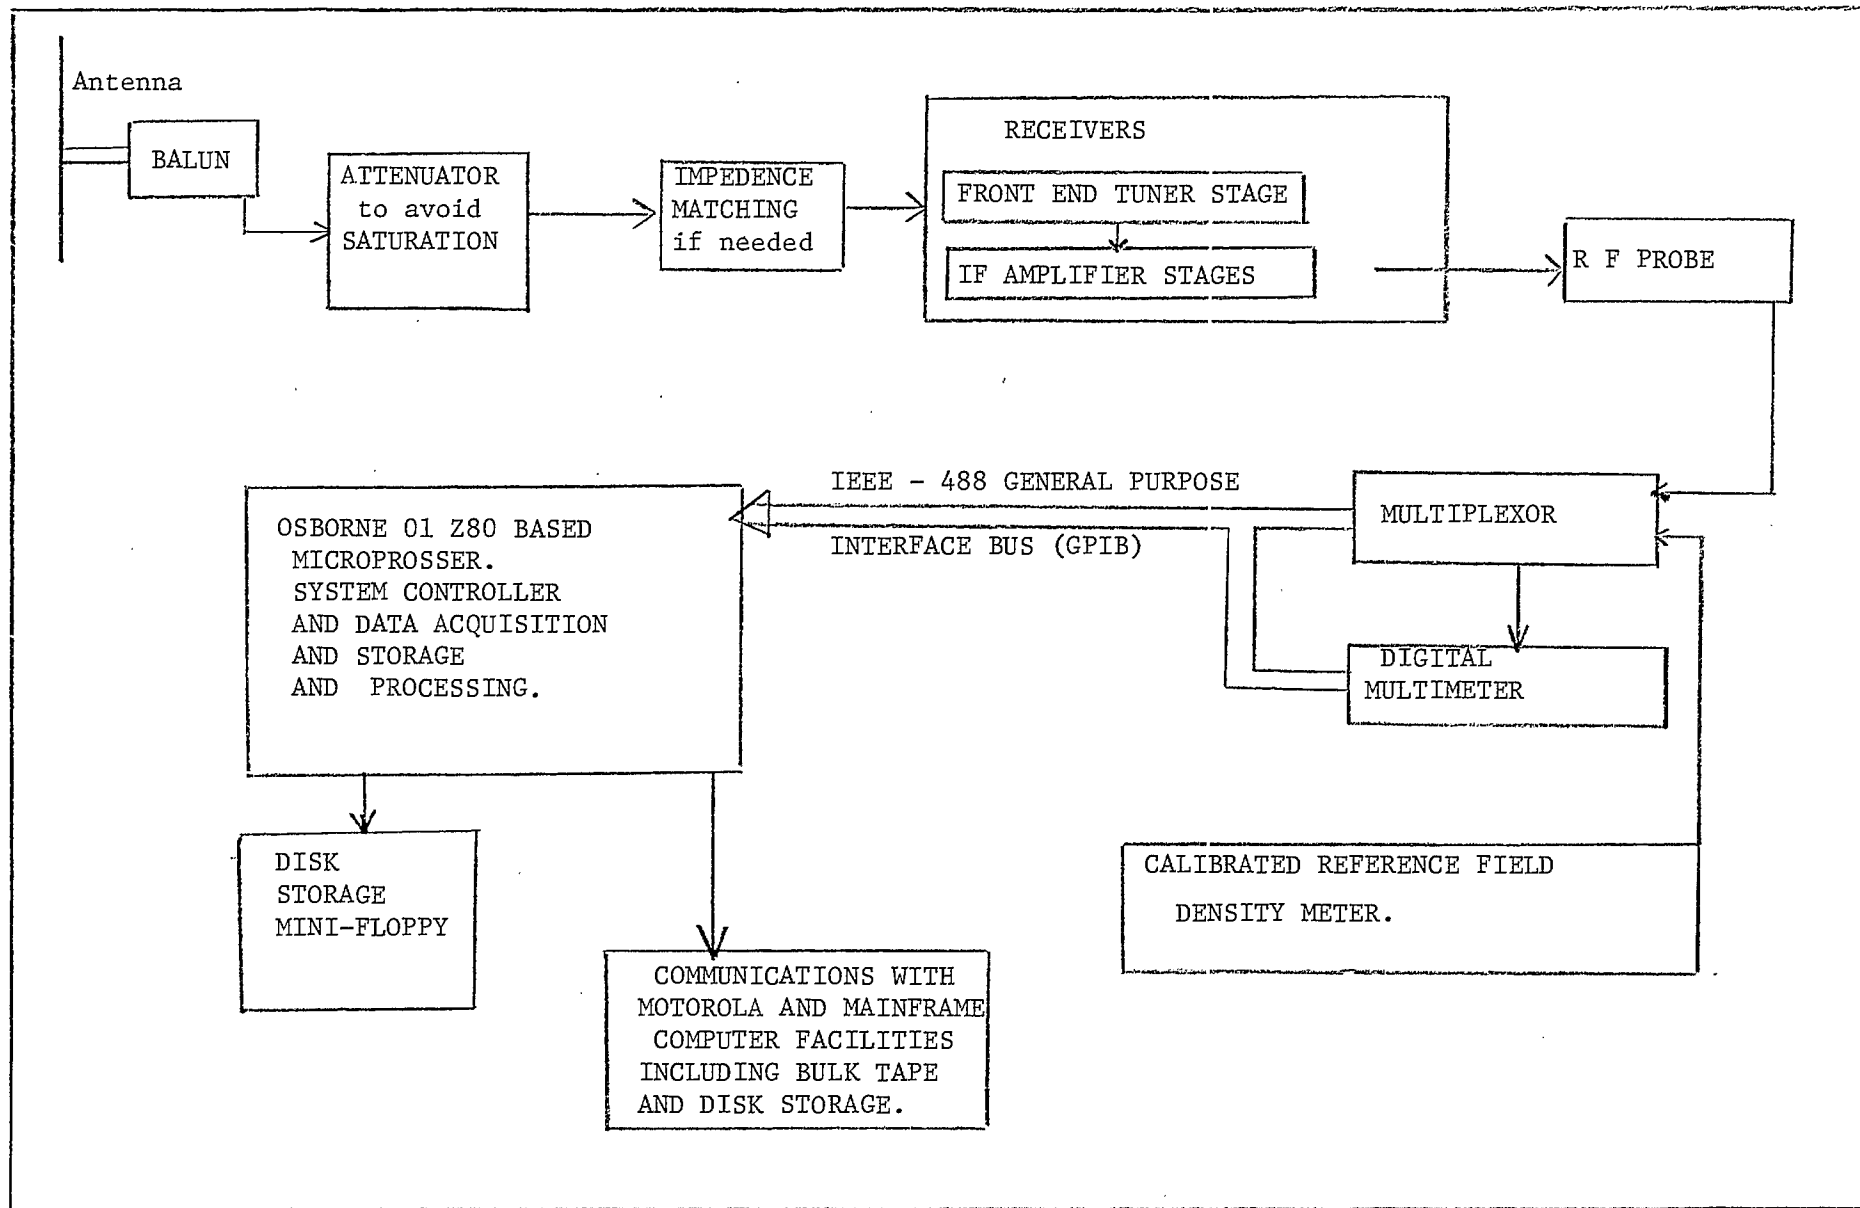 Antenna
BALUN
ATTENUATOR
to avoid
SATURATION
IMPEDENCE
MATCHING
if needed
RECEIVERS
FRONT END TUNER STAGE
IF AMPLIFIER STAGES
R F PROBE
IEEE - 488 GENERAL PURPOSE
INTERFACE BUS (GPIB)
MULTIPLEXOR
OSBORNE 01 Z80 BASED
MICROPROSSER.
SYSTEM CONTROLLER
AND DATA ACQUISITION
AND STORAGE
AND PROCESSING.
DIGITAL
MULTIMETER
DISK
STORAGE
MINI-FLOPPY
CALIBRATED REFERENCE FIELD
DENSITY METER.
COMMUNICATIONS WITH
MOTOROLA AND MAINFRAME
COMPUTER FACILITIES
INCLUDING BULK TAPE
AND DISK STORAGE.